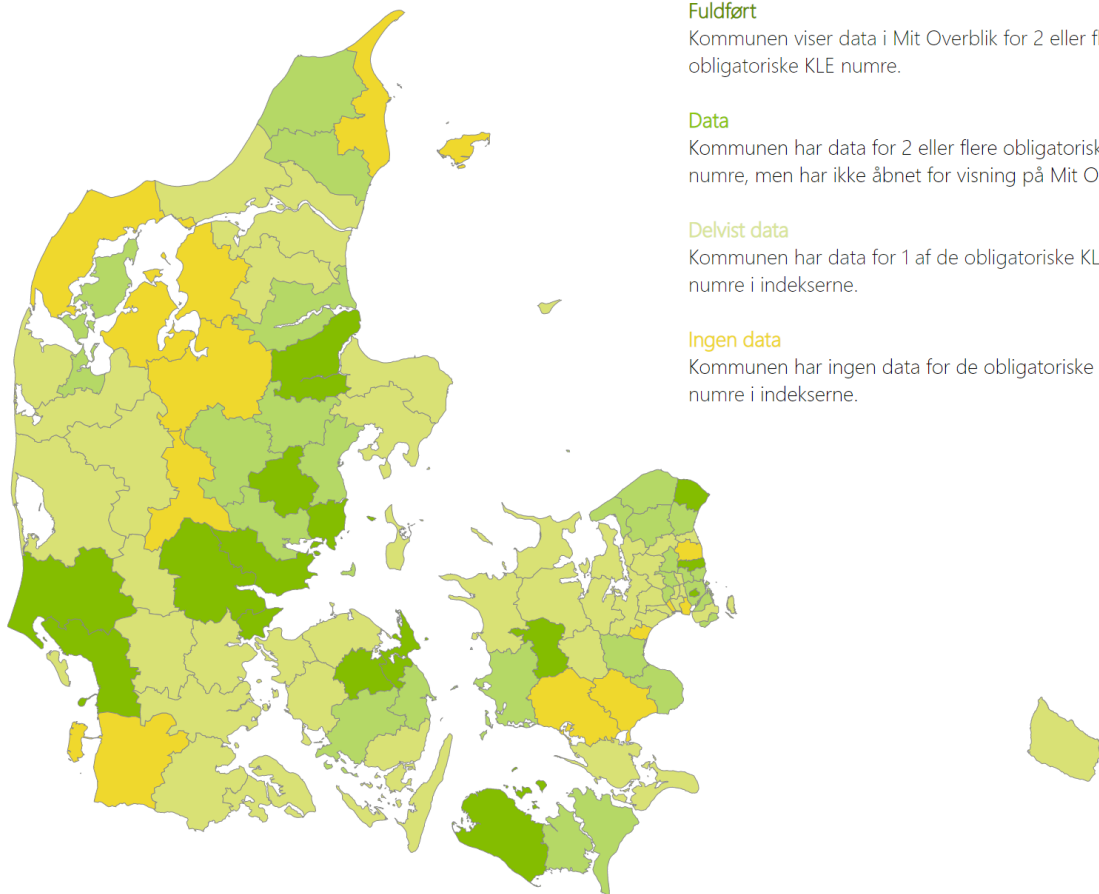 Fuldført
Kommunen viser data i Mit Overblik for 2 eller
obligatoriske KLE numre.
Data
Kommunen har data for 2 eller flere
numre, men har ikke åbnet for visning på Mit
Delvist data
Kommunen har data for 1 af de obligatoriske
numre i indekserne.
Ingen data
Kommunen har ingen data for de obligatoriske
numre i indekserne.